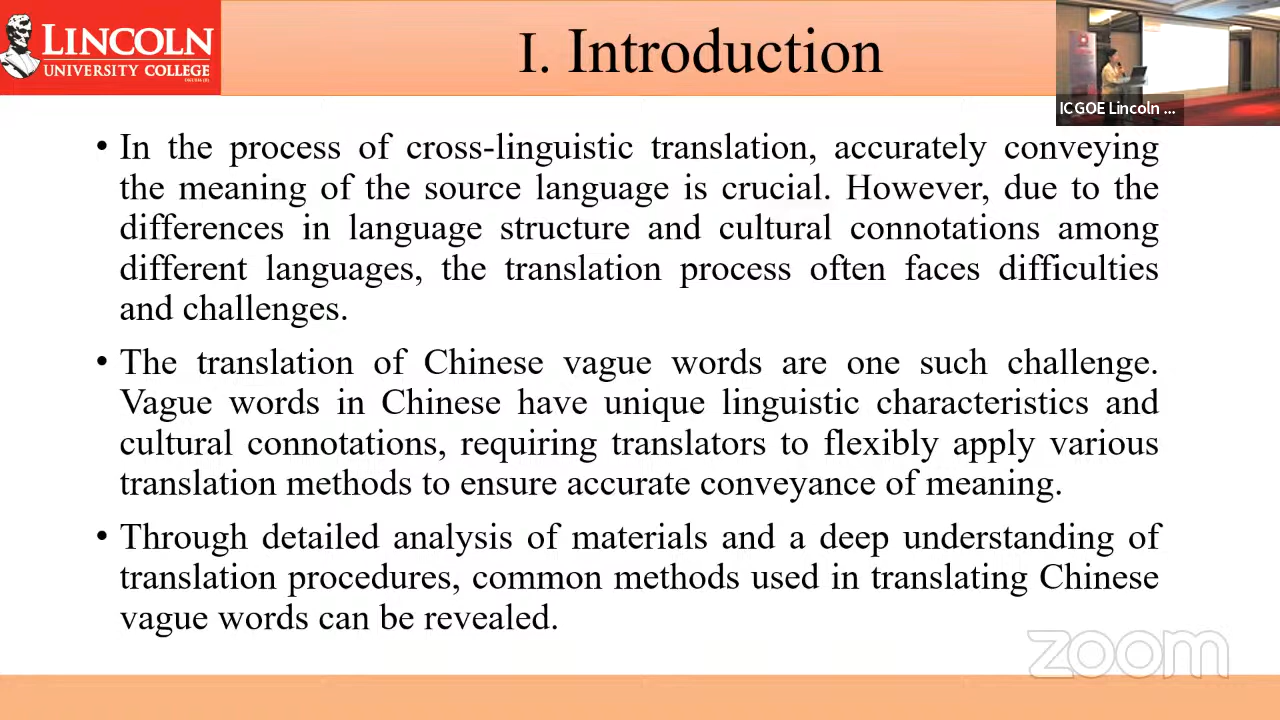 LINCOLN
UNIVERSITY COLLEGE
I. Introduction
ICGOE Lincoln ...
• In the process of cross-linguistic translation, accurately conveying
the meaning of the source language is crucial. However, due to the
differences in language structure and cultural connotations among
different languages, the translation process often faces difficulties
and challenges.
• The translation of Chinese vague words are one such challenge.
Vague words in Chinese have unique linguistic characteristics and
cultural connotations, requiring translators to flexibly apply various
translation methods to ensure accurate conveyance of meaning.
• Through detailed analysis of materials and a deep understanding of
translation procedures, common methods used in translating Chinese
vague words can be revealed.
zoom